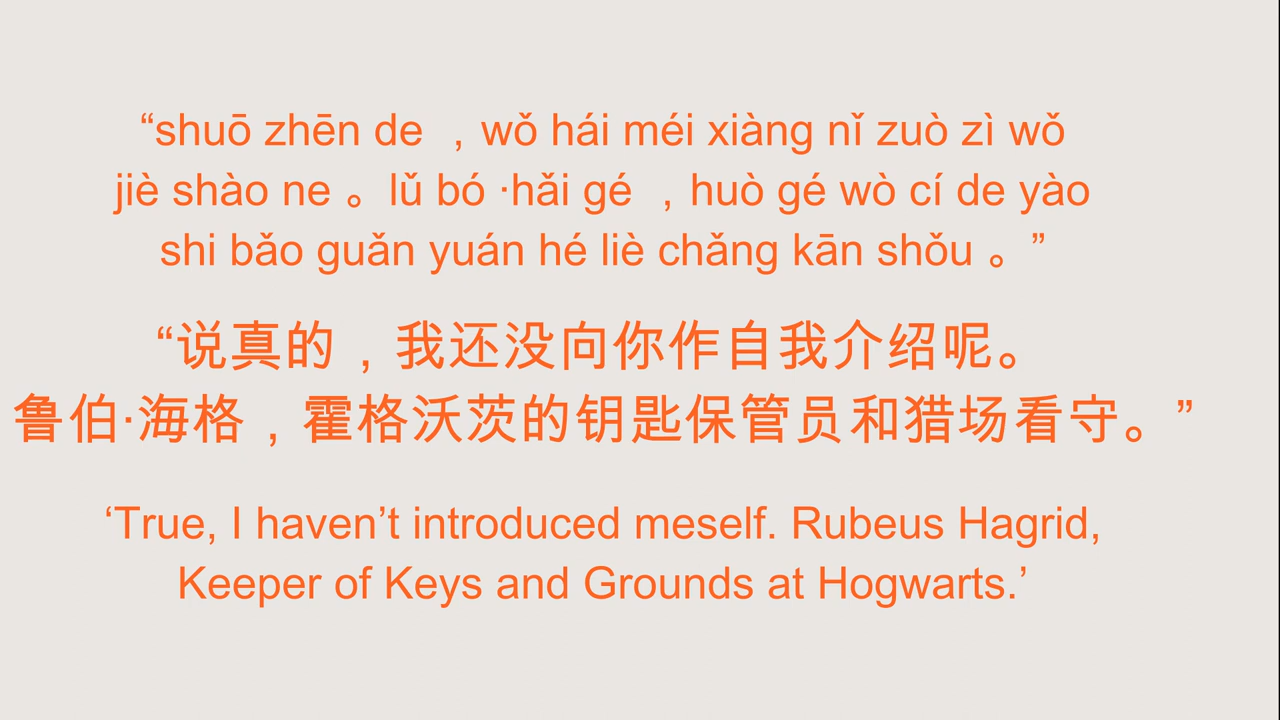 “shuō zhēn de ，wǒ hái méi xiàng nǐ zuò zì wǒ
jiè shào ne 。lǔ bó ·hǎi gé ，huò gé wò cí de yào
shi bǎo guǎn yuán hé liè chǎng kān shǒu 。”
“说真的，我还没向你作自我介绍呢。
鲁伯·海格，霍格沃茨的钥匙保管员和猎场看守。”
‘True, I haven’t introduced meself. Rubeus Hagrid,
Keeper of Keys and Grounds at Hogwarts.’